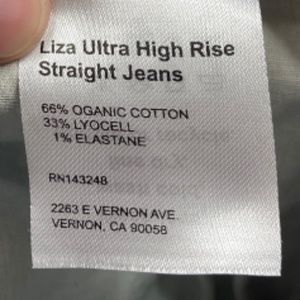 Liza Ultra High Rise
Straight Jeans
66% OGANIC COTTON
33% LYOCELL
1% ELASTANE
RN143248
2263 E VERNON AVE.
VERNON, CA 90058